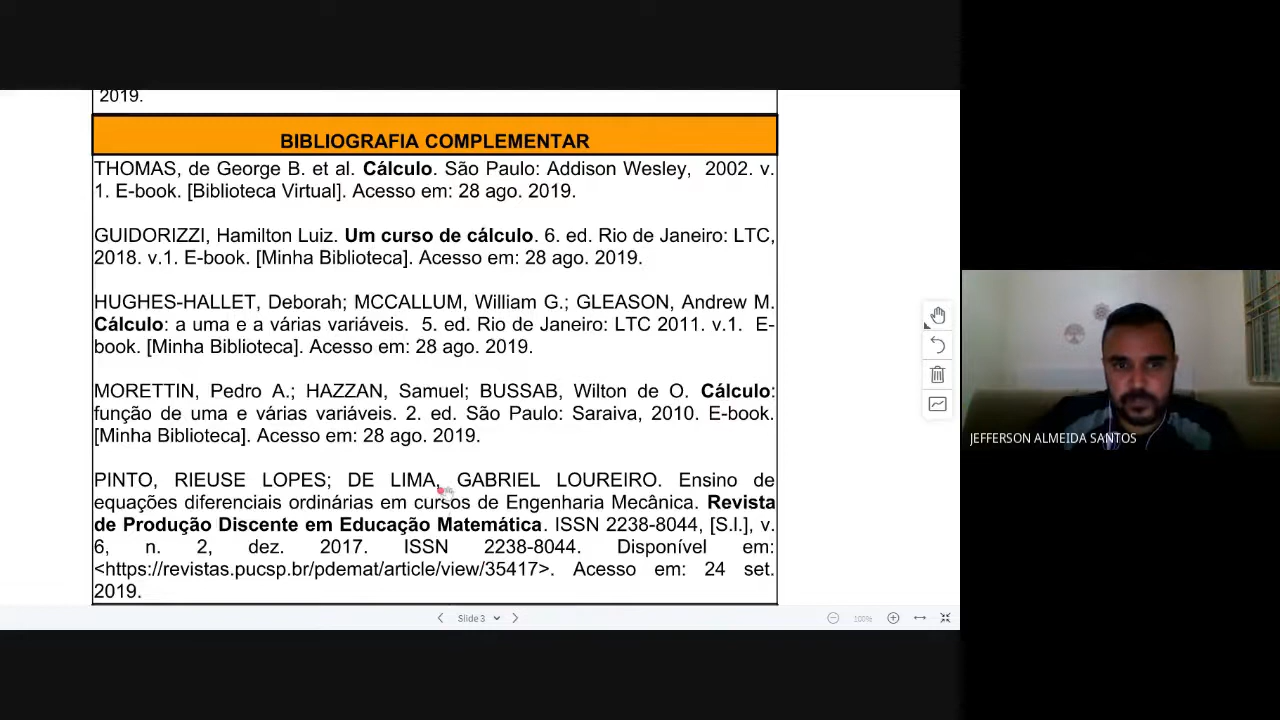 2019.
BIBLIOGRAFIA COMPLEMENTAR
THOMAS, de George B. et al. Cálculo. São Paulo: Addison Wesley, 2002. v.
1. E-book. [Biblioteca Virtual]. Acesso em: 28 ago. 2019.
GUIDORIZZI, Hamilton Luiz. Um curso de cálculo. 6. ed. Rio de Janeiro: LTC,
2018. v.1. E-book. [Minha Biblioteca]. Acesso em: 28 ago. 2019.
HUGHES-HALLET, Deborah; MCCALLUM, William G.; GLEASON, Andrew M.
Cálculo: a uma e a várias variáveis. 5. ed. Rio de Janeiro: LTC 2011. v.1. E-
book. [Minha Biblioteca]. Acesso em: 28 ago. 2019.
MORETTIN, Pedro A.; HAZZAN, Samuel; BUSSAB, Wilton de O. Cálculo:
função de uma e várias variáveis. 2. ed. São Paulo: Saraiva, 2010. E-book.
[Minha Biblioteca]. Acesso em: 28 ago. 2019.
PINTO, RIEUSE LOPES; DE LIMA, GABRIEL LOUREIRO. Ensino de
equações diferenciais ordinárias em cursos de Engenharia Mecânica. Revista
de Produção Discente em Educação Matemática. ISSN 2238-8044, [S.I.], v.
6, n. 2, dez. 2017. ISSN 2238-8044. Disponível em:
<https://revistas.pucsp.br/pdemat/article/view/35417>. Acesso em: 24 set.
2019.
Slide 3
100%
JEFFERSON ALMEIDA SANTOS